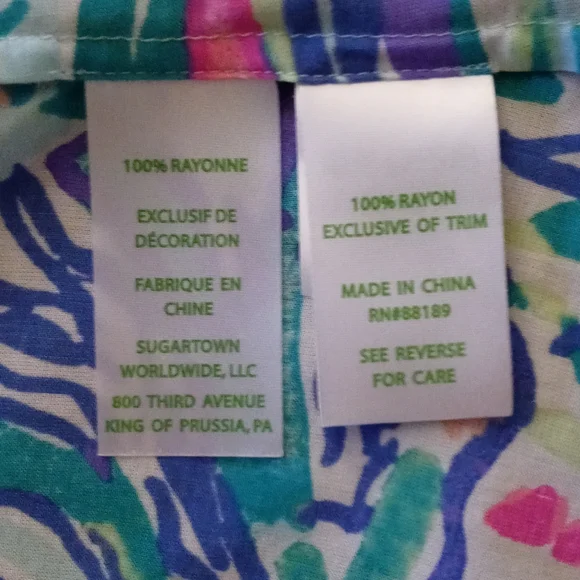 100% RAYONNE
EXCLUSIF DE
DÉCORATION
FABRIQUE EN
CHINE
SUGARTOWN
WORLDWIDE, LLC
800 THIRD AVENUE
KING OF PRUSSIA, PA
100% RAYON
EXCLUSIVE OF TRIM
MADE IN CHINA
RN#88189
SEE REVERSE
FOR CARE